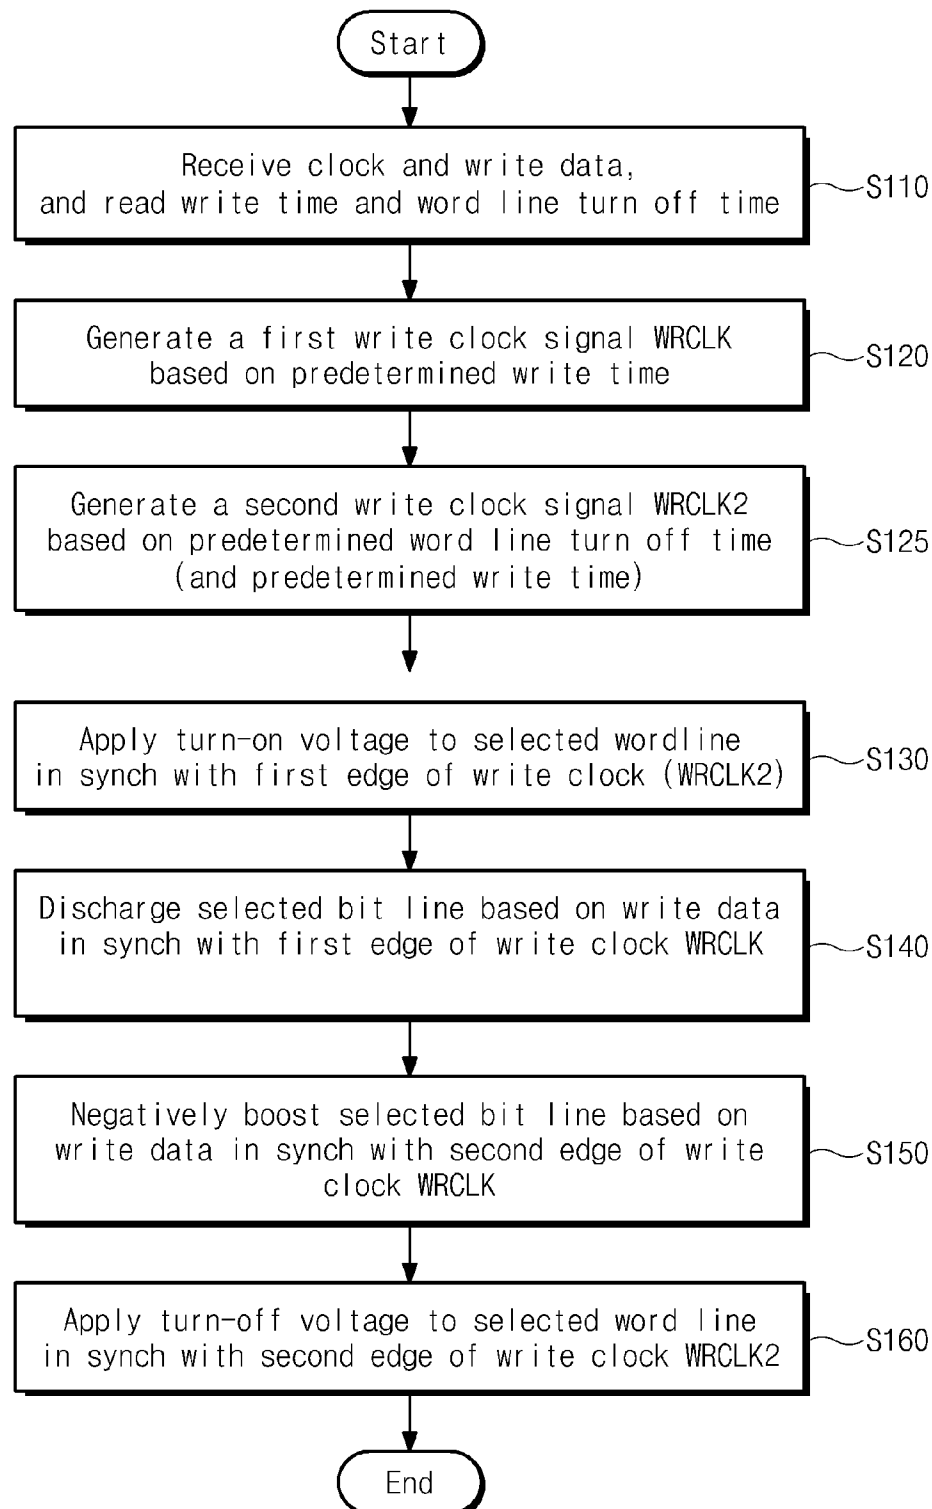 Start
Receive clock and write data,
and read write time and word line turn off time
S110
Generate a first write clock signal WRCLK
based on predetermined write time
S120
Generate a second write clock signal WRCLK2
based on predetermined word line turn off time
(and predetermined write time)
S125
Apply turn-on voltage to selected wordline
in synch with first edge of write clock (WRCLK2)
S130
Discharge selected bit line based on write data
in synch with first edge of write clock WRCLK
S140
Negatively boost selected bit line based on
write data in synch with second edge of write
clock WRCLK
S150
Apply turn-off voltage to selected word line
in synch with second edge of write clock WRCLK2
S160
End